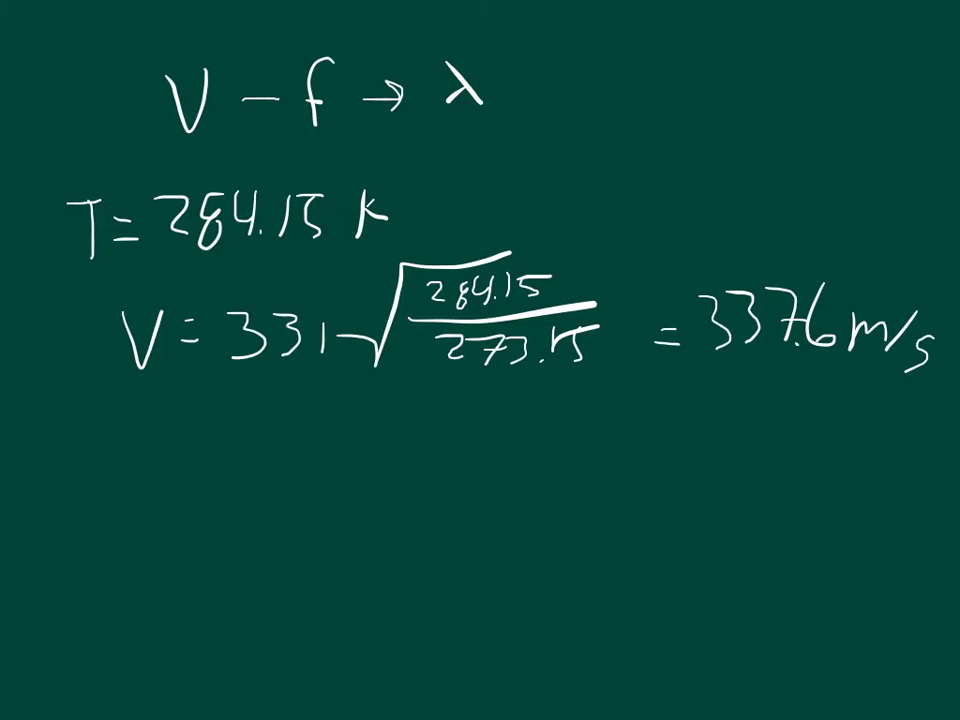 V – f → λ
T = 284.15 K
V = 331 √(284.15 / 273.15) = 337.6 m/s